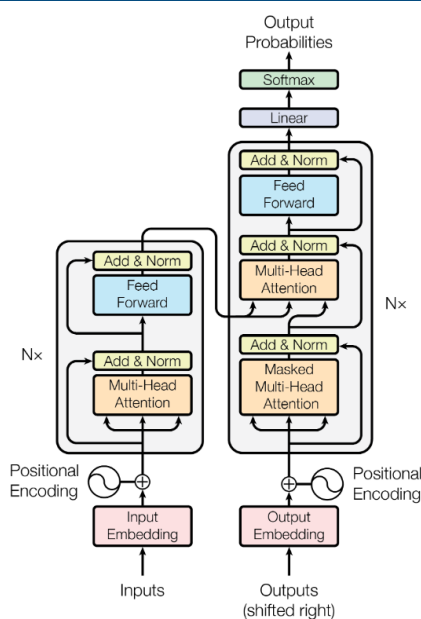 Output
Probabilities
Softmax
Linear
Add & Norm
Feed
Forward
Add & Norm
Multi-Head
Attention
Nx
Add & Norm
Masked
Multi-Head
Attention
Positional
Encoding
Output
Embedding
Outputs
(shifted right)
Add & Norm
Feed
Forward
Nx
Add & Norm
Multi-Head
Attention
Positional
Encoding
Input
Embedding
Inputs